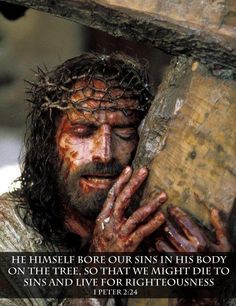 HE HIMSELF BORE OUR SINS IN HIS BODY
ON THE TREE, SO THAT WE MIGHT DIE TO
SINS AND LIVE FOR RIGHTEOUSNESS
1 PETER 2:24